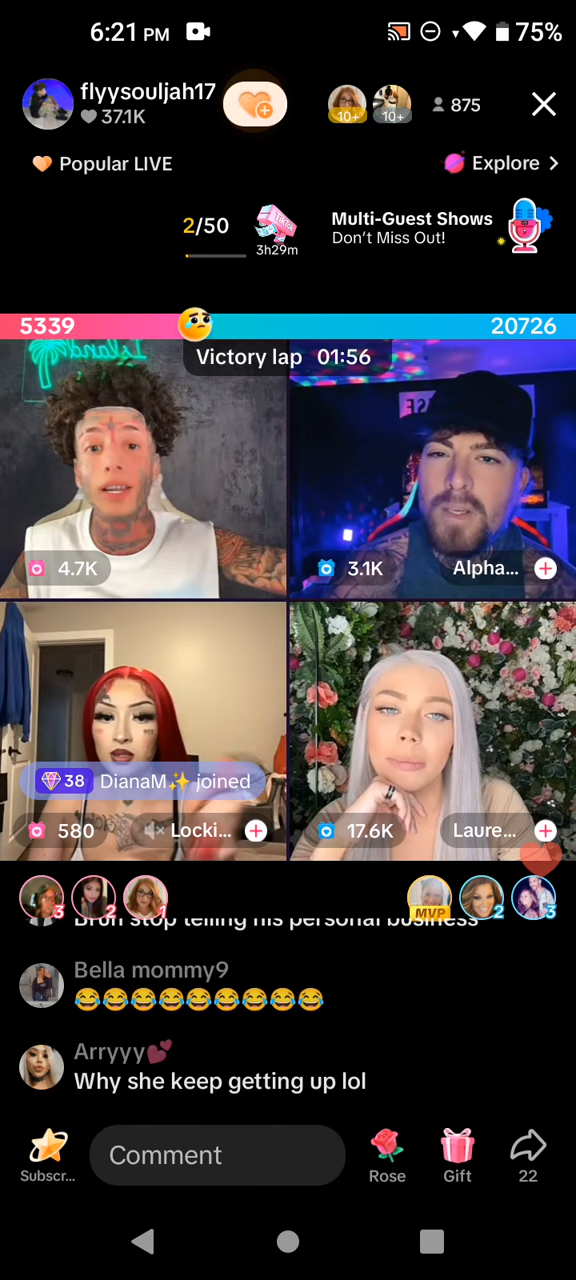 6:21 PM
75%
flyysouljah17
37.1K
10+
10+
875
Popular LIVE
Explore >
2/50
TikTok
3h29m
Multi-Guest Shows
Don't Miss Out!
5339
20726
Victory lap 01:56
Island
4.7K
3.1K
Alpha...
38 DianaM✨ joined
580
Locki...
17.6K
Laure...
3
2
1
MVP
2
3
Bruh stop telling his personal business
Bella mommy9
😂😂😂😂😂😂😂😂😂
Arryyy💕
Why she keep getting up lol
Subscr...
Comment
Rose
Gift
22